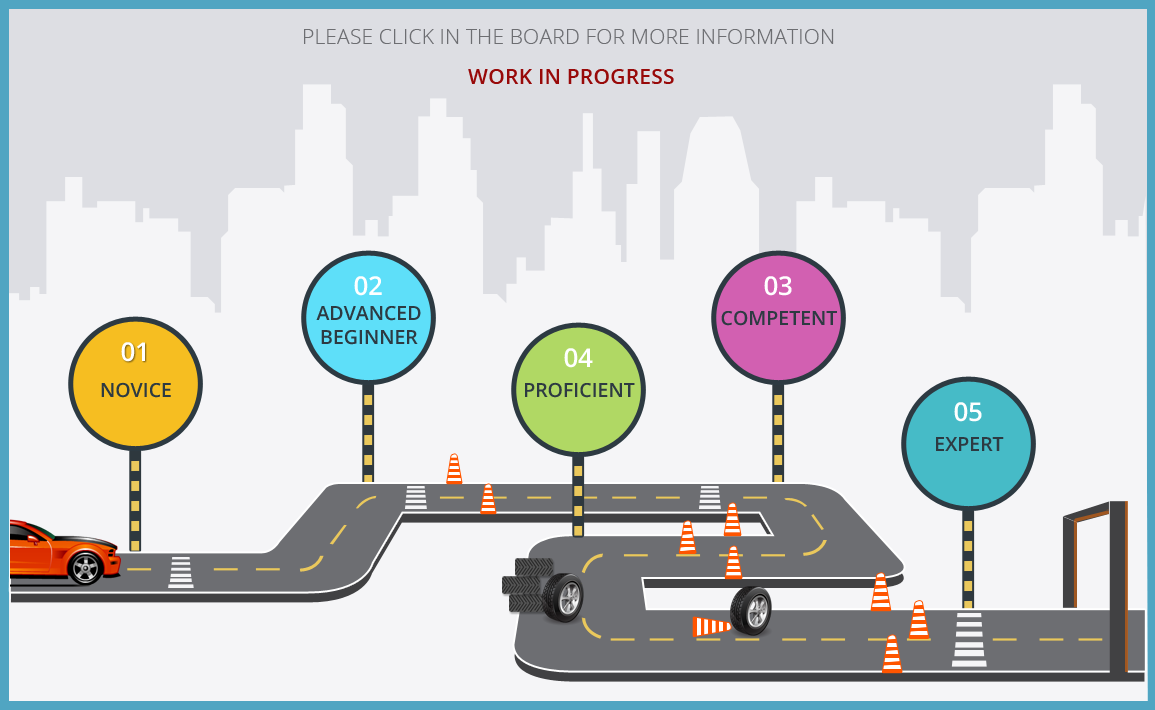 PLEASE CLICK IN THE BOARD FOR MORE INFORMATION
WORK IN PROGRESS
01
NOVICE
02
ADVANCED
BEGINNER
03
COMPETENT
04
PROFICIENT
05
EXPERT